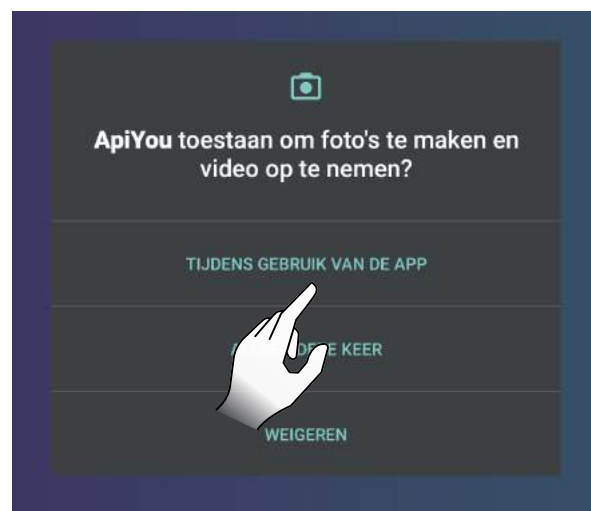 ApiYou toestaan om foto's te maken en
video op te nemen?
TIJDENS GEBRUIK VAN DE APP
KEER
WEIGEREN